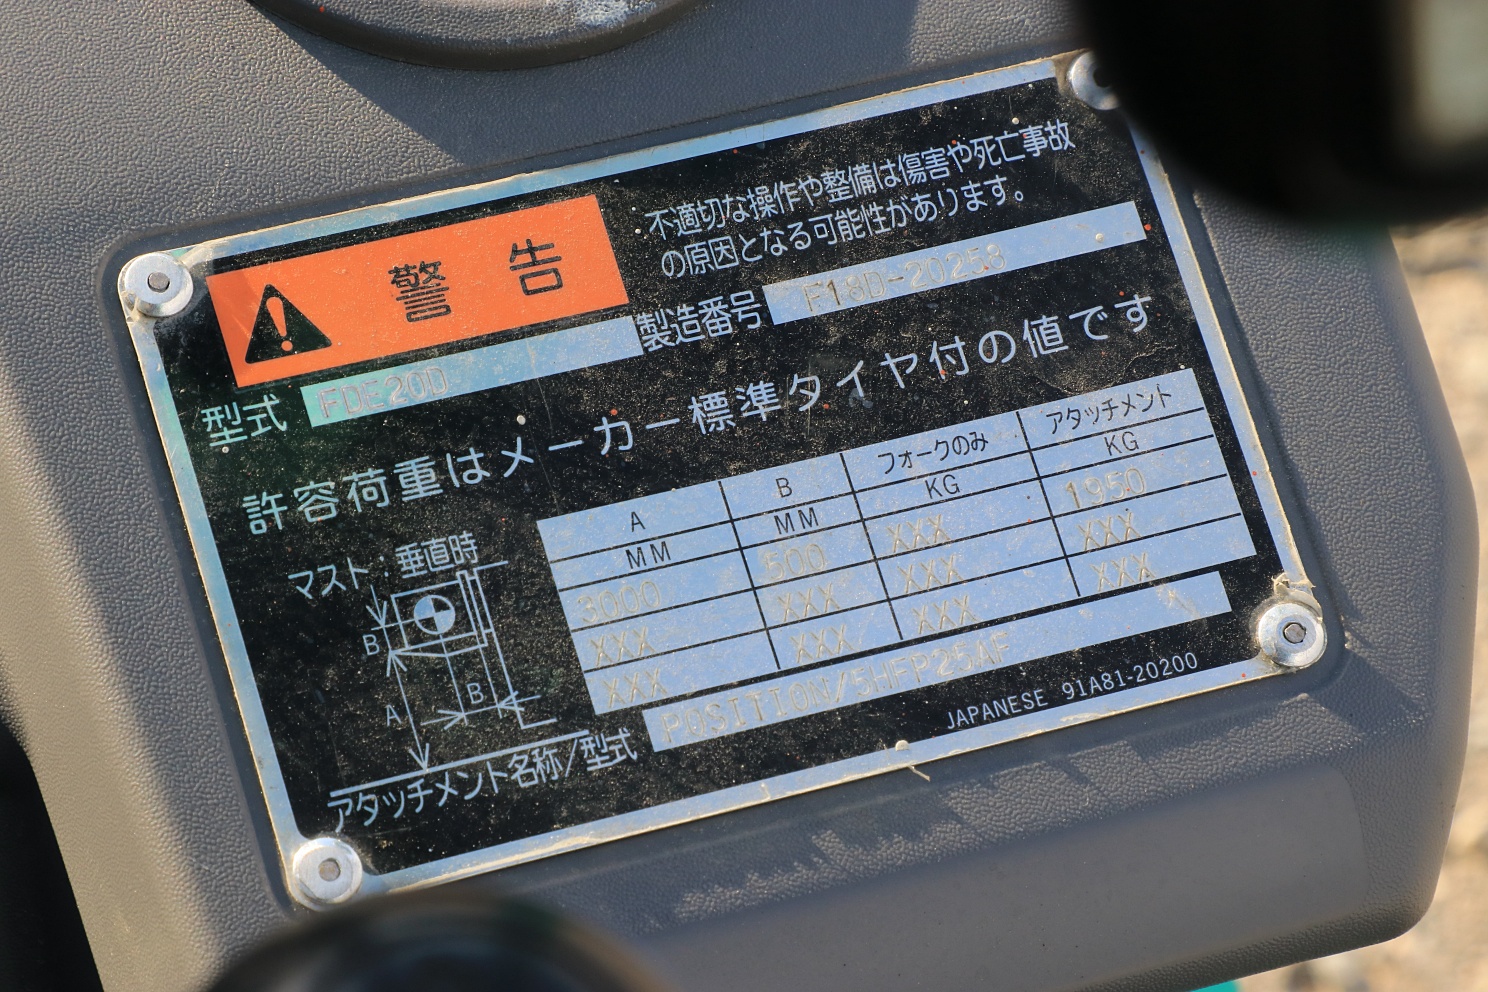 警告
不適切な操作や整備は傷害や死亡事故
の原因となる可能性があります。
型式 FDE20D 製造番号 F18D-20258
許容荷重はメーカー標準タイヤ付の値です
マスト：垂直時
B
A
B
A B フォークのみ アタッチメント
MM MM KG KG
3000 500 XXX 1950
XXX XXX XXX XXX
XXX XXX XXX XXX
アタッチメント名称/型式 POSITION/5HFP25AF
JAPANESE 91A81-20200